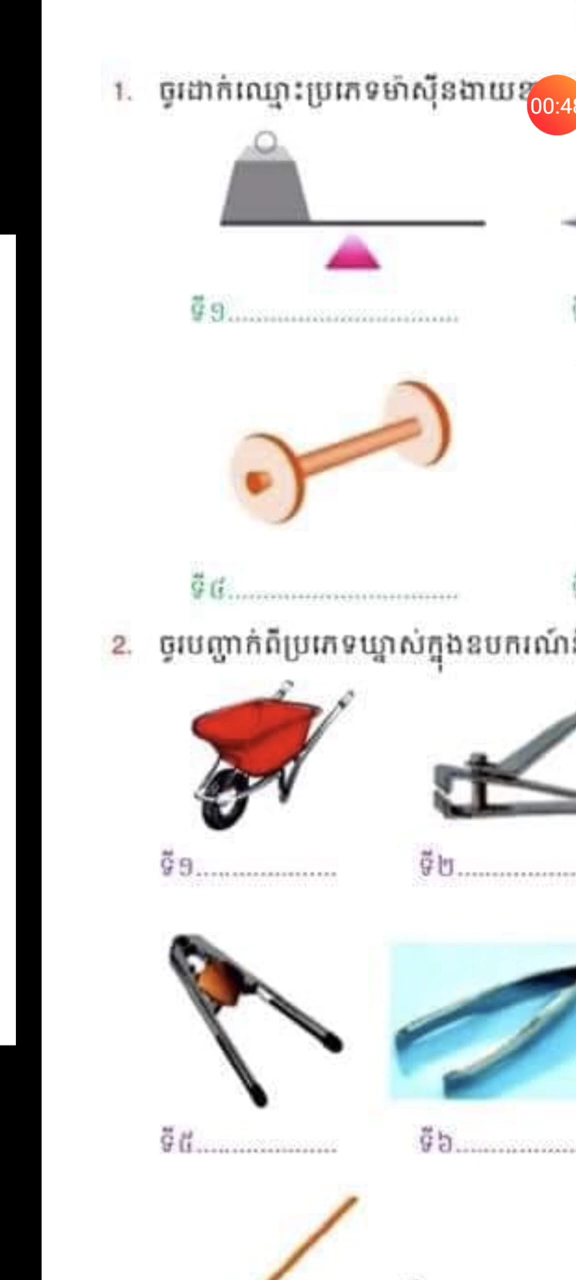 1. ចូរដាក់ឈ្មោះប្រភេទម៉ាស៊ីនងាយ
00:48
ទី១..........................................
ទី៤..........................................
2. ចូរបញ្ជាក់ពីប្រភេទឃ្នាស់ក្នុងឧបករណ៍
ទី១......................... ទី២.....................
ទី៥......................... ទី៦.....................